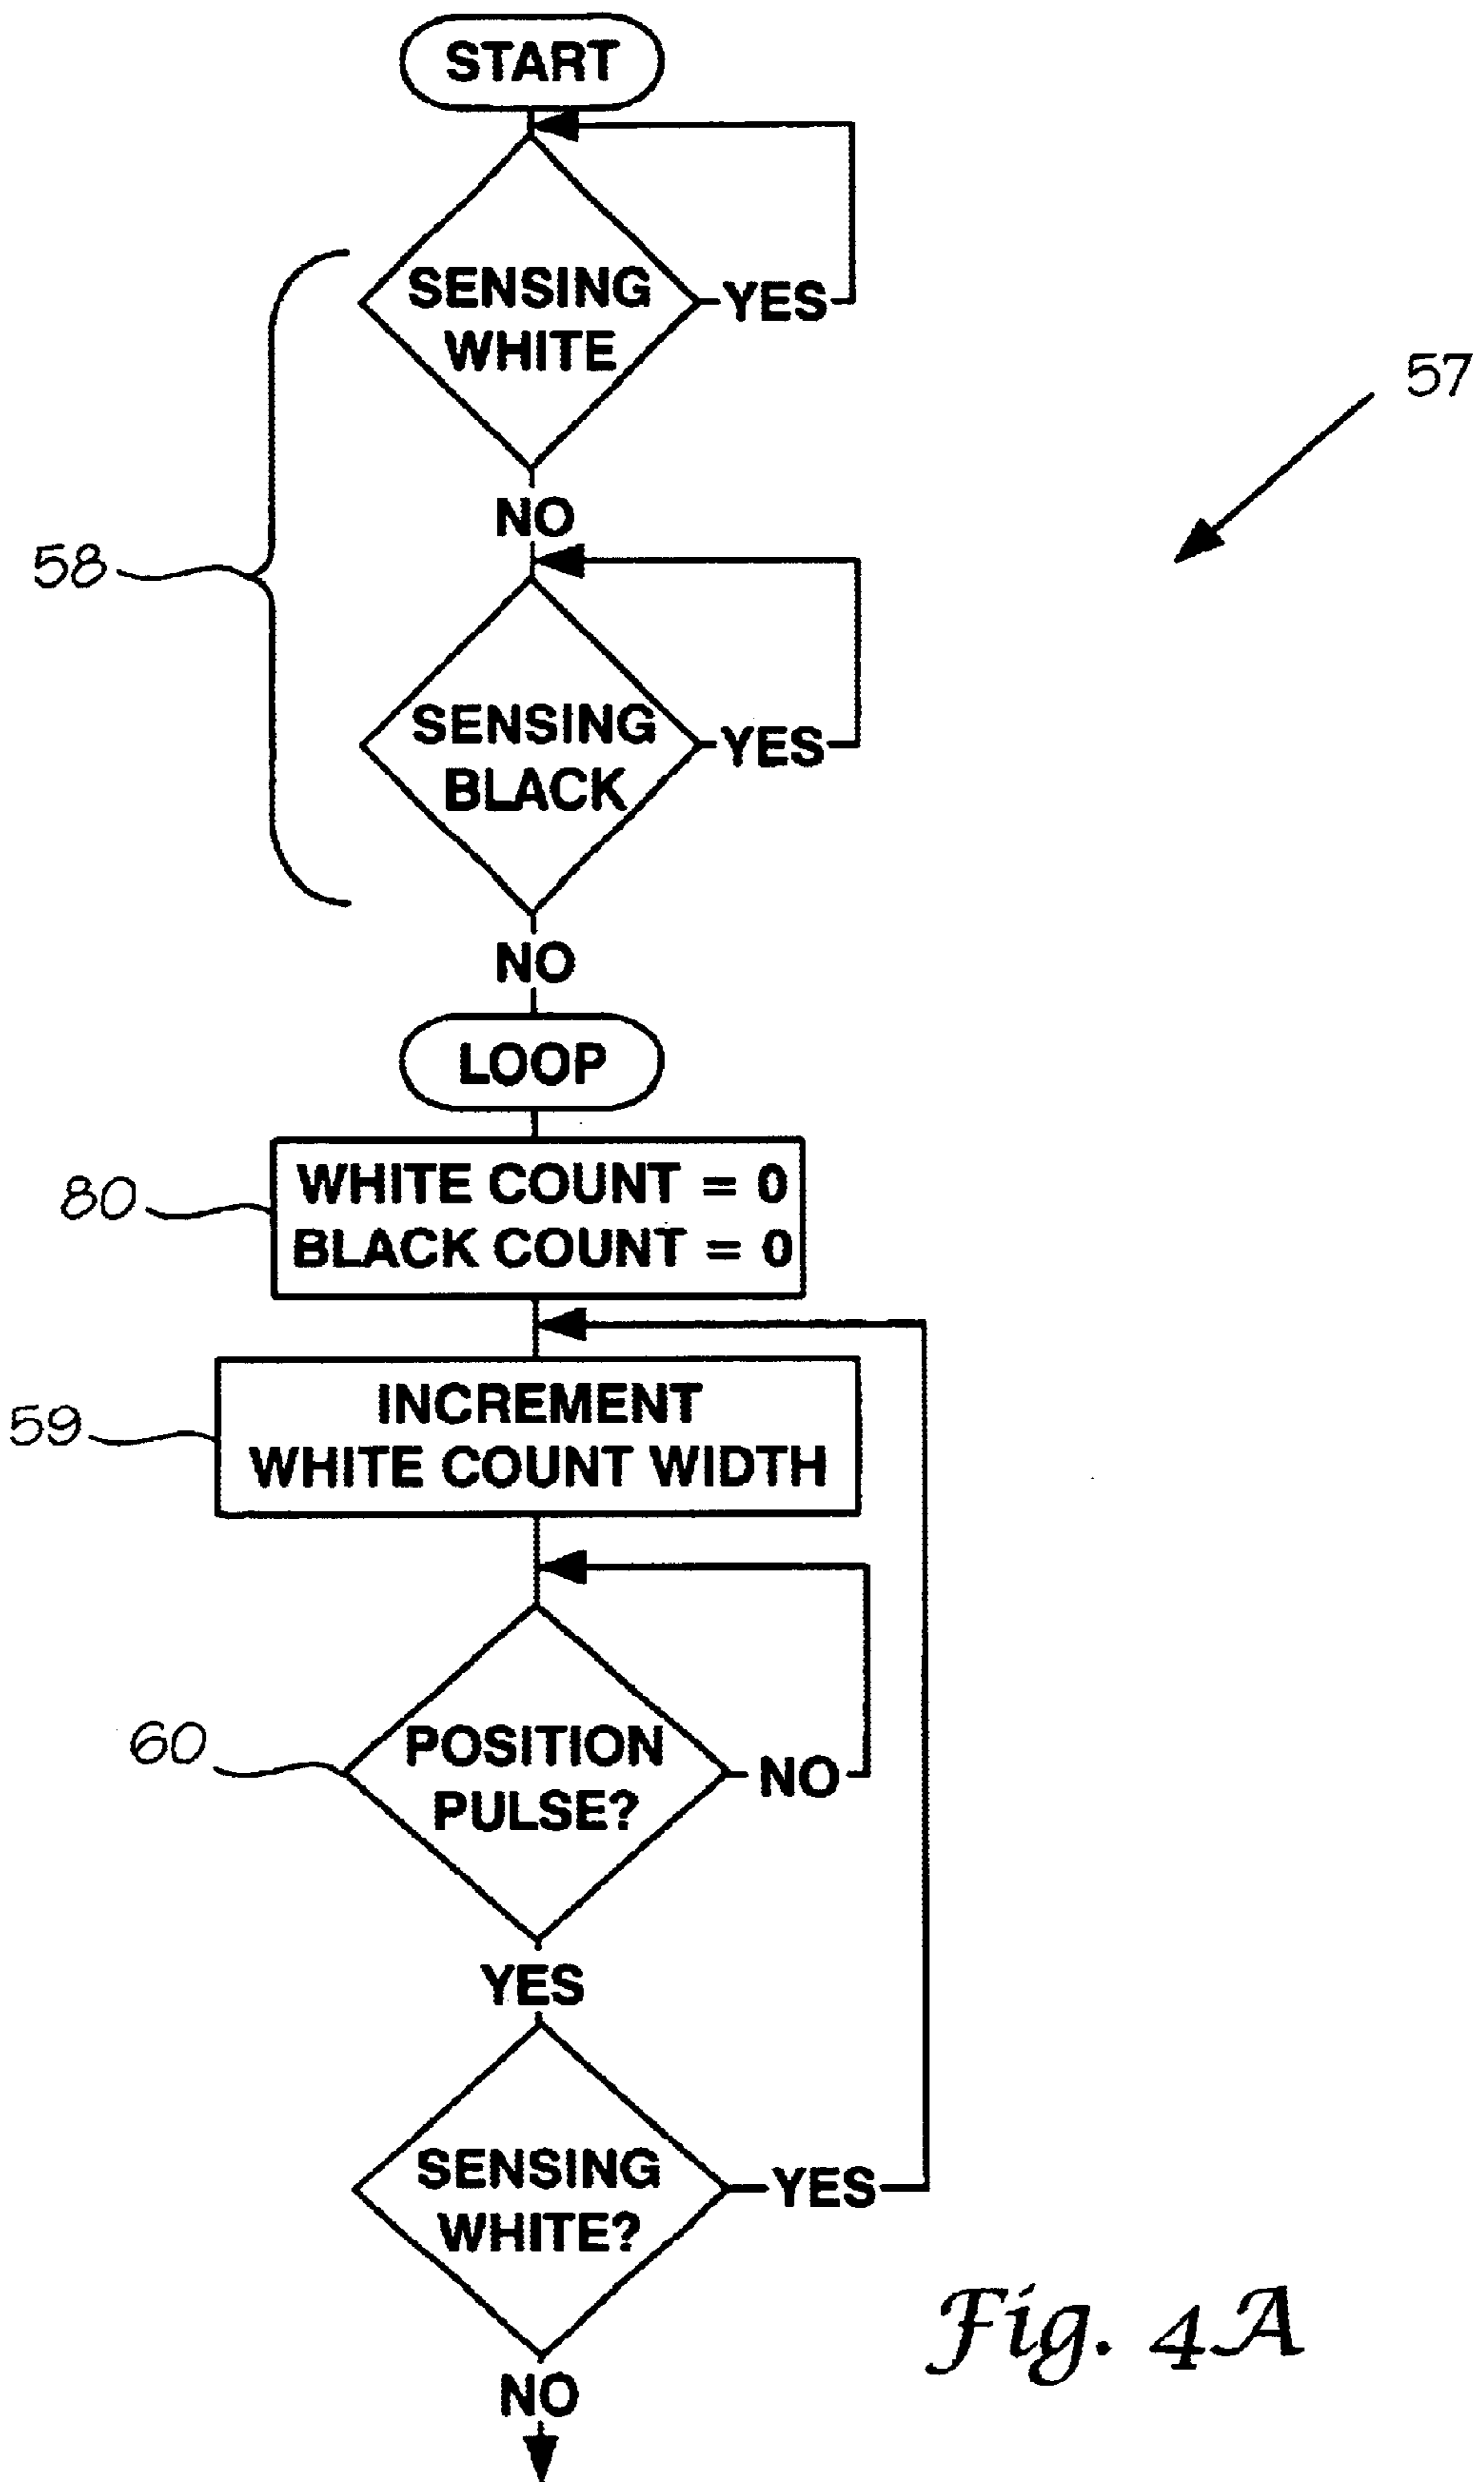 START
SENSING
WHITE
YES
57
NO
58
SENSING
BLACK
YES
NO
LOOP
80
WHITE COUNT = 0
BLACK COUNT = 0
59
INCREMENT
WHITE COUNT WIDTH
60
POSITION
PULSE?
NO
YES
SENSING
WHITE?
YES
NO
Fig. 4A